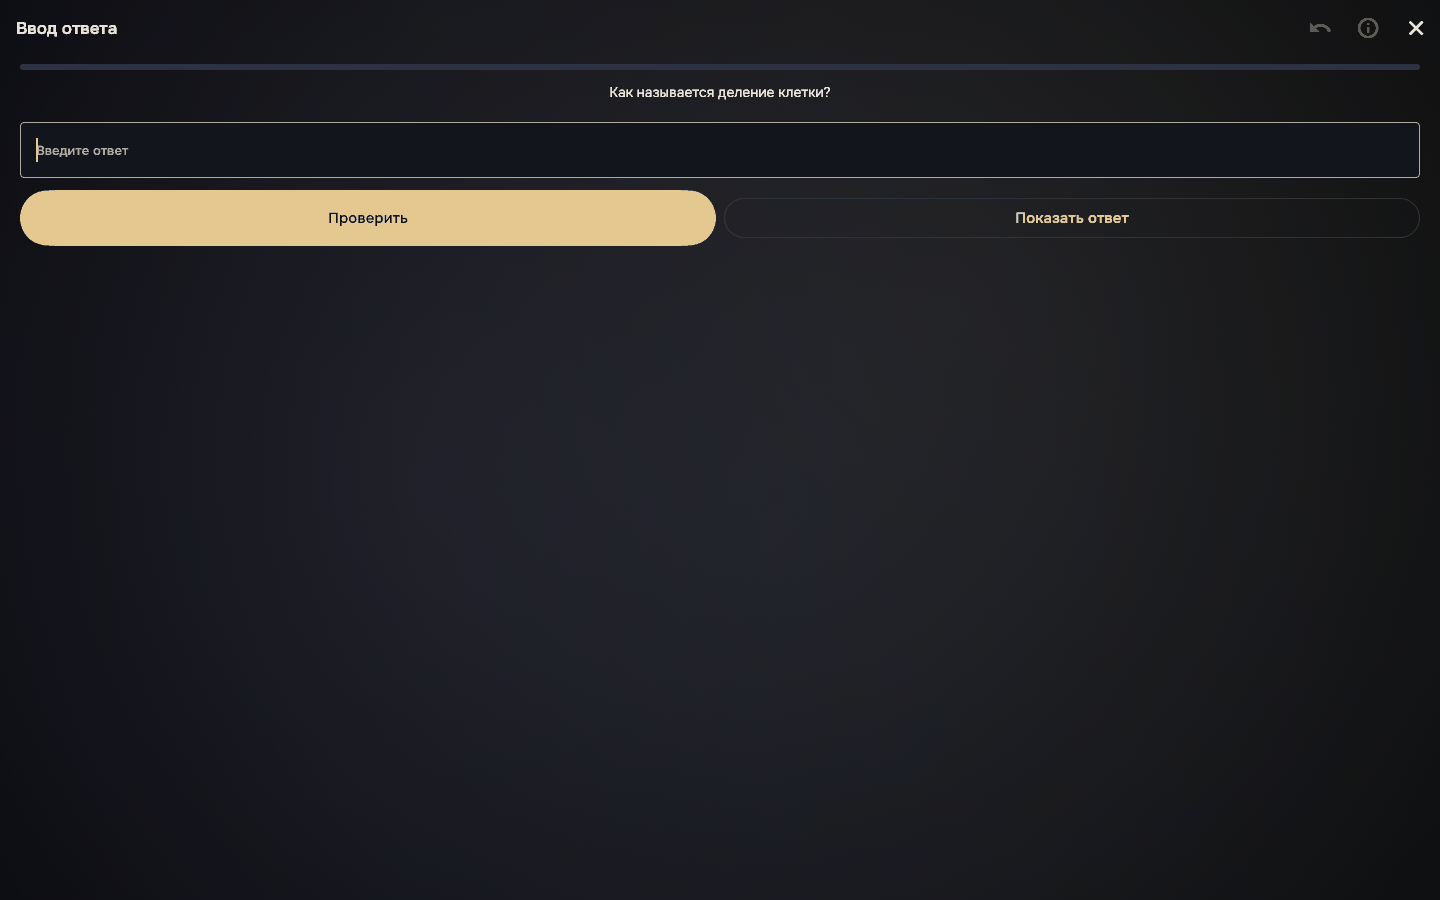 Ввод ответа
Как называется деление клетки?
Введите ответ
Проверить
Показать ответ